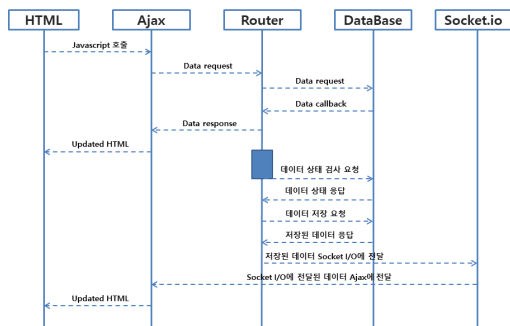 HTML
Ajax
Router
DataBase
Socket.io
Javascript 호출
Data request
Data request
Data callback
Data response
Updated HTML
데이터 상태 검사 요청
데이터 상태 응답
데이터 저장 요청
저장된 데이터 응답
저장된 데이터 Socket I/O에 전달
Socket I/O에 전달된 데이터 Ajax에 전달
Updated HTML